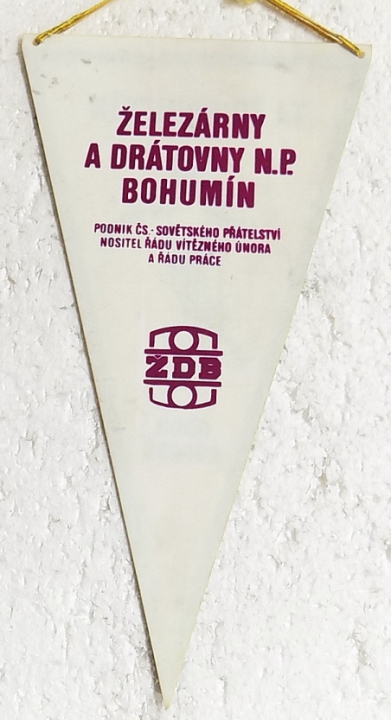 ŽELEZÁRNY
A DRÁTOVNY N.P.
BOHUMÍN
PODNIK ČS.- SOVĚTSKÉHO PŘÁTELSTVÍ
NOSITEL ŘÁDU VÍTĚZNÉHO ÚNORA
A ŘÁDU PRÁCE
ŽDB